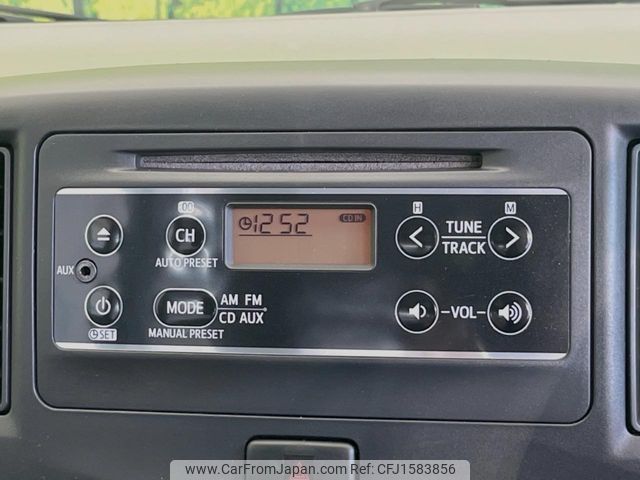 :00
H
M
12:52
CD IN
CH
AUTO PRESET
TUNE
TRACK
AUX
MODE
AM FM
CD AUX
MANUAL PRESET
SET
VOL
www.CarFromJapan.com - CFJ1583856